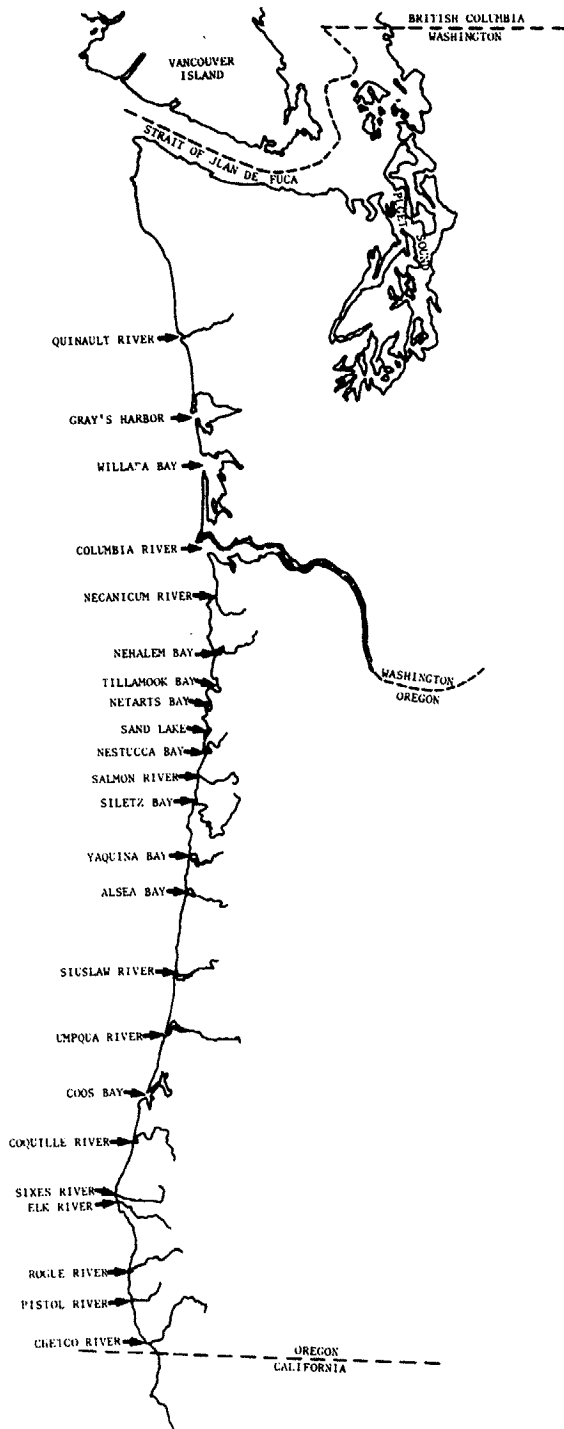 BRITISH COLUMBIA
WASHINGTON
VANCOUVER
ISLAND
STRAIT OF JUAN DE FUCA
PUGET
SOUND
QUINAULT RIVER
GRAY'S HARBOR
WILLAPA BAY
COLUMBIA RIVER
NECANICUM RIVER
NEHALEM BAY
TILLAMOOK BAY
WASHINGTON
OREGON
NETARTS BAY
SAND LAKE
NESTUCCA BAY
SALMON RIVER
SILETZ BAY
YAQUINA BAY
ALSEA BAY
SIUSLAW RIVER
UMPQUA RIVER
COOS BAY
COQUILLE RIVER
SIXES RIVER
ELK RIVER
ROGUE RIVER
PISTOL RIVER
CHETCO RIVER
OREGON
CALIFORNIA